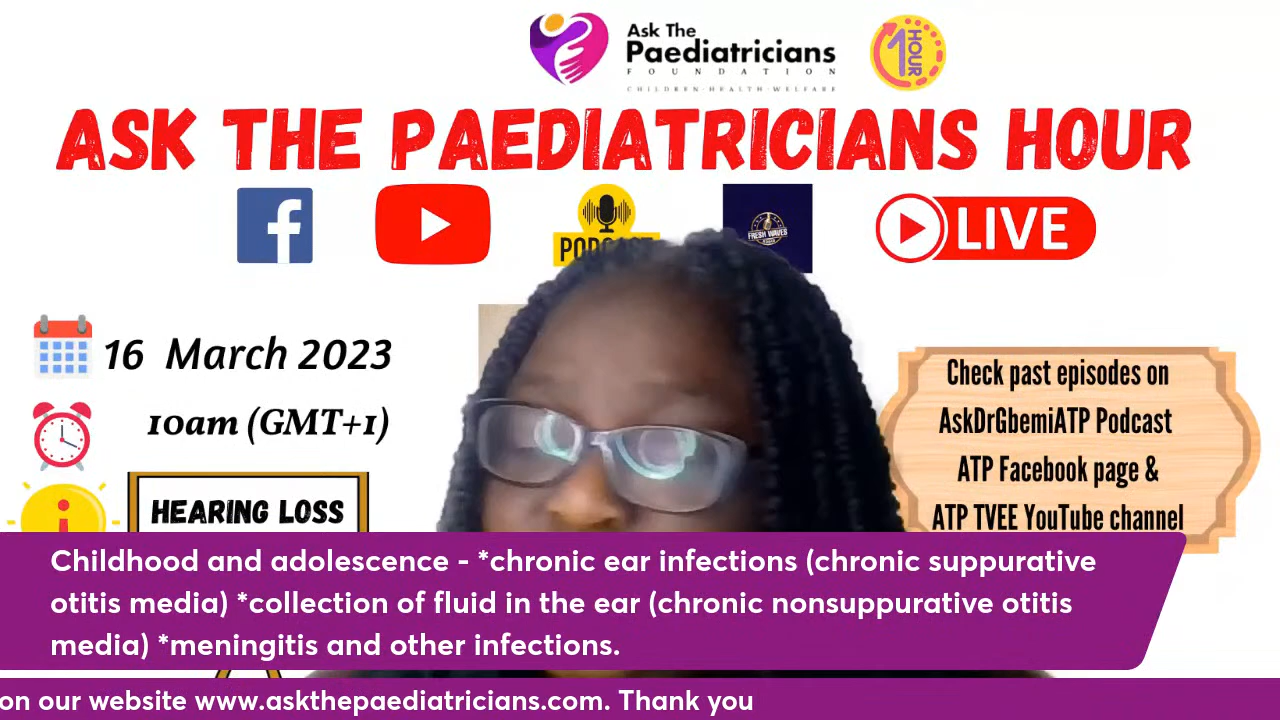 Ask The
Paediatricians
FOUNDATION
CHILDREN-HEALTH-WELFARE
1 HOUR
ASK THE PAEDIATRICIANS HOUR
f
PODCAST
FRESH WAVES
LIVE
16 March 2023
10am (GMT+1)
HEARING LOSS
Check past episodes on
AskDrGbemiATP Podcast
ATP Facebook page &
ATP TVEE YouTube channel
Childhood and adolescence - *chronic ear infections (chronic suppurative
otitis media) *collection of fluid in the ear (chronic nonsuppurative otitis
media) *meningitis and other infections.
on our website www.askthepaediatricians.com. Thank you